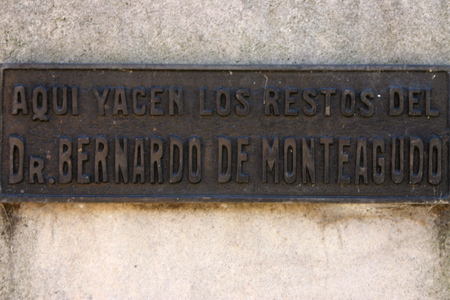 AQUI YACEN LOS RESTOS DEL
DR. BERNARDO DE MONTEAGUDO